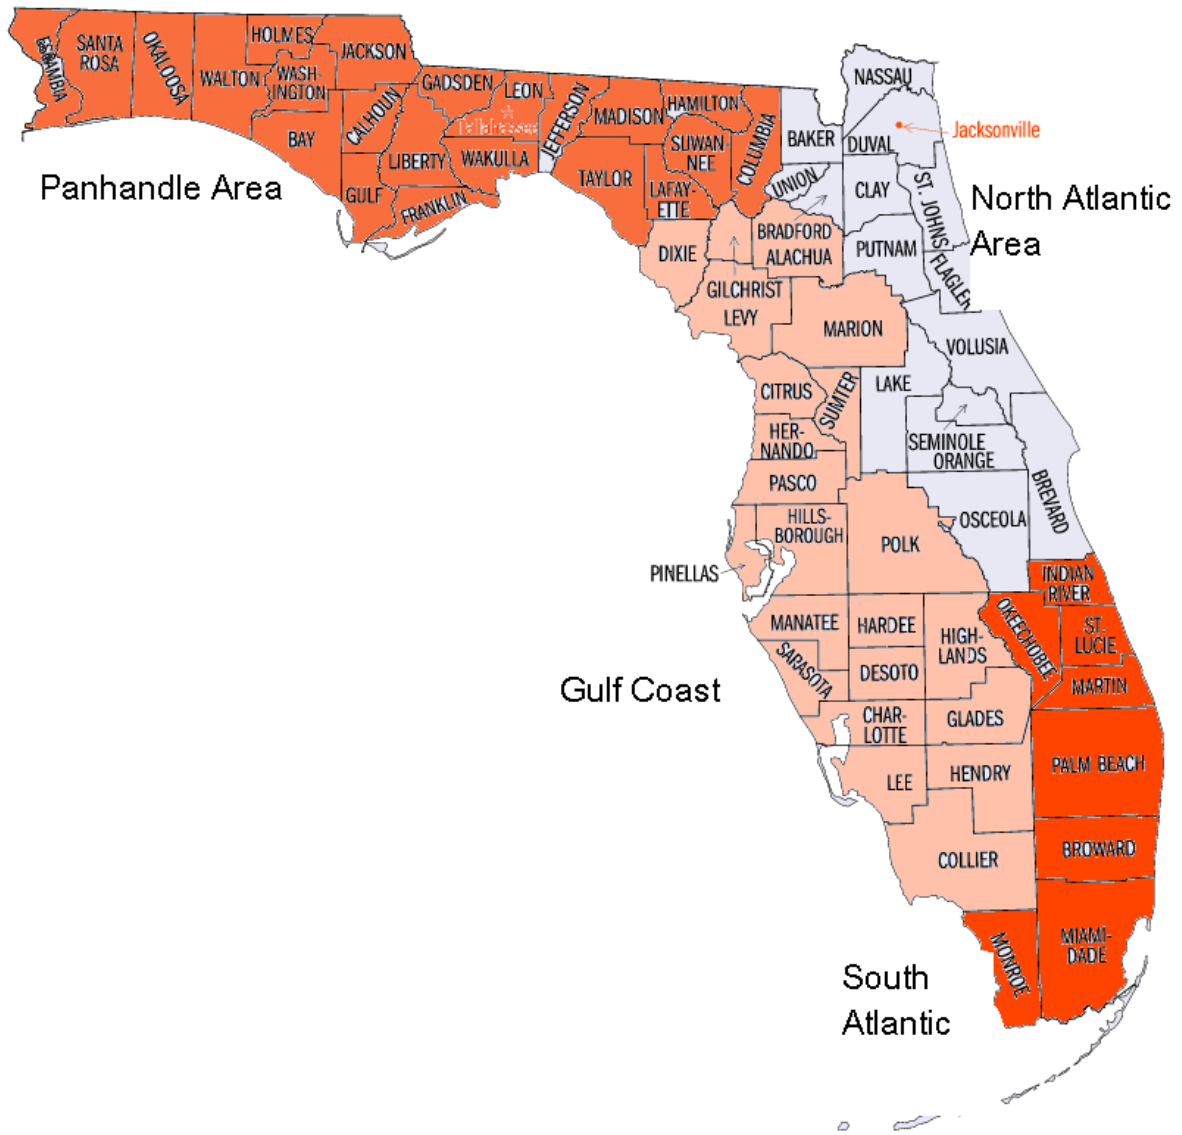 ESCAMBIA
SANTA
ROSA
OKALOOSA
WALTON
HOLMES
WASH-
INGTON
JACKSON
BAY
CALHOUN
GULF
LIBERTY
GADSDEN
LEON
Tallahassee
WAKULLA
FRANKLIN
JEFFERSON
MADISON
TAYLOR
HAMILTON
SUWAN-
NEE
LAFAY-
ETTE
COLUMBIA
Panhandle Area
NASSAU
BAKER
DUVAL
Jacksonville
UNION
CLAY
ST. JOHNS
North Atlantic
Area
BRADFORD
ALACHUA
PUTNAM
FLAGLER
DIXIE
GILCHRIST
LEVY
MARION
VOLUSIA
CITRUS
SUMTER
LAKE
HER-
NANDO
SEMINOLE
ORANGE
PASCO
BREVARD
HILLS-
BOROUGH
POLK
OSCEOLA
PINELLAS
INDIAN
RIVER
MANATEE
HARDEE
HIGH-
LANDS
OKEECHOBEE
ST.
LUCIE
SARASOTA
DESOTO
MARTIN
Gulf Coast
CHAR-
LOTTE
GLADES
LEE
HENDRY
PALM BEACH
COLLIER
BROWARD
MONROE
MIAMI-
DADE
South
Atlantic